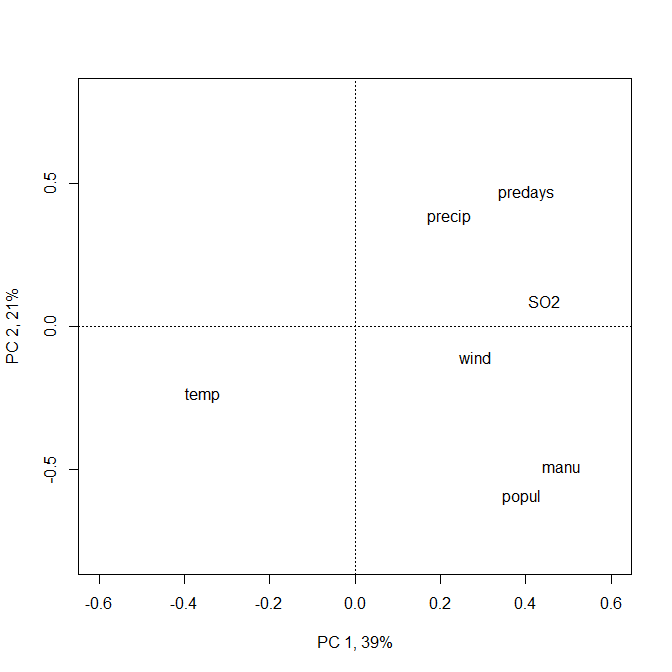 predays
precip
SO2
wind
temp
manu
popul
0.5
0.0
-0.5
PC 2, 21%
-0.6 -0.4 -0.2 0.0 0.2 0.4 0.6
PC 1, 39%